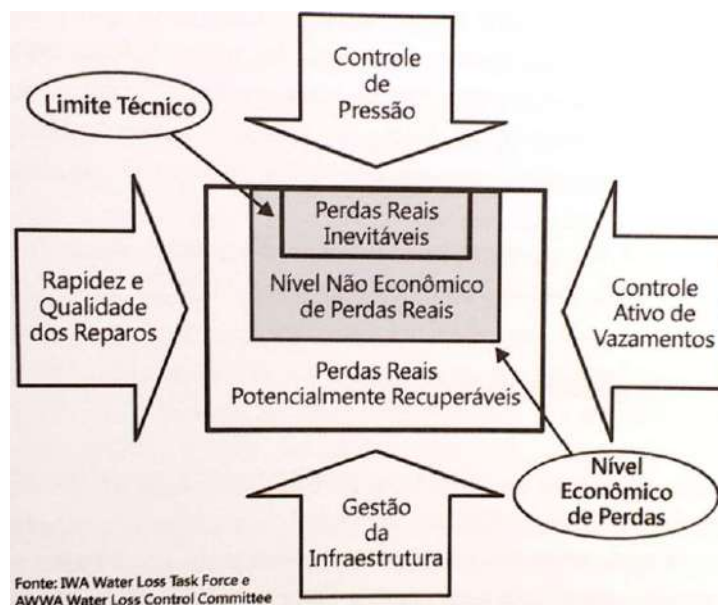 Controle
de
Pressão
Limite Técnico
Perdas Reais
Inevitáveis
Rapidez e
Qualidade
dos Reparos
Nível Não Econômico
de Perdas Reais
Controle
Ativo de
Vazamentos
Perdas Reais
Potencialmente Recuperáveis
Nível
Econômico
de Perdas
Gestão
da
Infraestrutura
Fonte: IWA Water Loss Task Force e
AWWA Water Loss Control Committee